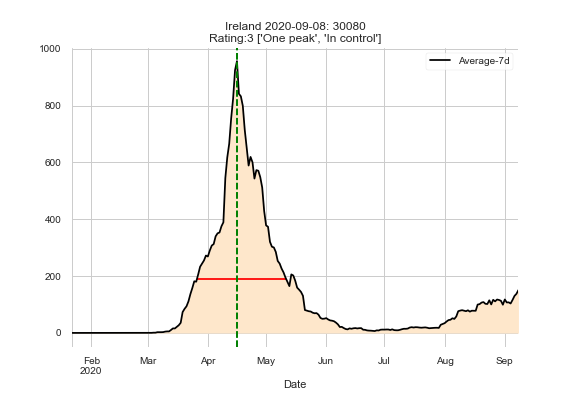 Ireland 2020-09-08: 30080
Rating:3 ['One peak', 'In control']
Average-7d
1000
800
600
400
200
0
Feb Mar Apr May Jun Jul Aug Sep
2020
Date